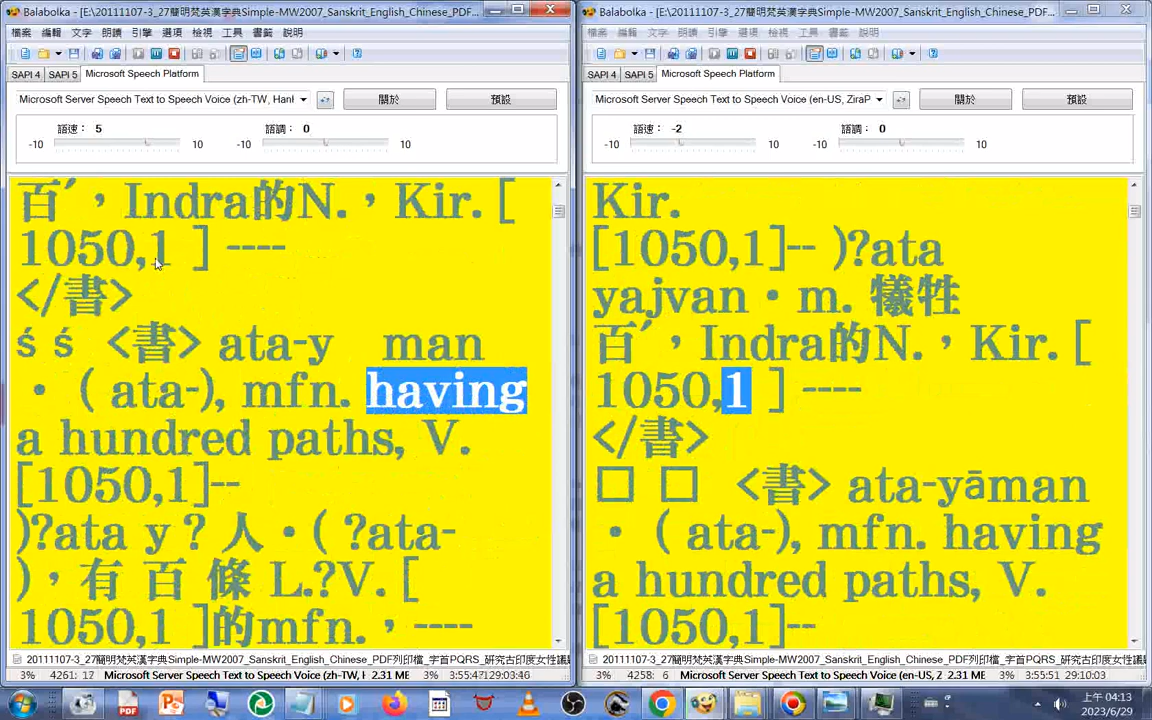 Balabolka - [E:\20111107-3_27簡明梵英漢字典Simple-MW2007_Sanskrit_English_Chinese_PDF...
檔案 編輯 文字 朗讀 引擎 選項 檢視 工具 書籤 說明
SAPI 4 SAPI 5 Microsoft Speech Platform
Microsoft Server Speech Text to Speech Voice (zh-TW, Han
關於 預設
語速： 5 語調： 0
-10 10 -10 10
百ˊ，Indra的N.，Kir. [
1050,1 ] ----
</書>
ś ś <書> ata-y man
• ( ata-), mfn. having
a hundred paths, V.
[1050,1]--
)?ata y ? 人•( ?ata-
)，有 百 條 L.?V. [
1050,1 ]的mfn.，----
20111107-3_27簡明梵英漢字典Simple-MW2007_Sanskrit_English_Chinese_PDF列印檔_字首PQRS_研究古印度女性議
3% 4261: 12 Microsoft Server Speech Text to Speech Voice (zh-TW, 2.31 ME 3% 3:55:47/129:03:46
Balabolka - [E:\20111107-3_27簡明梵英漢字典Simple-MW2007_Sanskrit_English_Chinese_PDF...
檔案 編輯 文字 朗讀 引擎 選項 檢視 工具 書籤 說明
SAPI 4 SAPI 5 Microsoft Speech Platform
Microsoft Server Speech Text to Speech Voice (en-US, ZiraP
關於 預設
語速： -2 語調： 0
-10 10 -10 10
Kir.
[1050,1]-- )?ata
yajvan • m. 犧牲
百ˊ，Indra的N.，Kir. [
1050,1 ] ----
</書>
□ □ <書> ata-yāman
• ( ata-), mfn. having
a hundred paths, V.
[1050,1]--
20111107-3_27簡明梵英漢字典Simple-MW2007_Sanskrit_English_Chinese_PDF列印檔_字首PQRS_研究古印度女性議
3% 4258: 6 Microsoft Server Speech Text to Speech Voice (en-US, Z 2.31 ME 3% 3:55:51 29:10:03
上午 04:13
2023/6/29